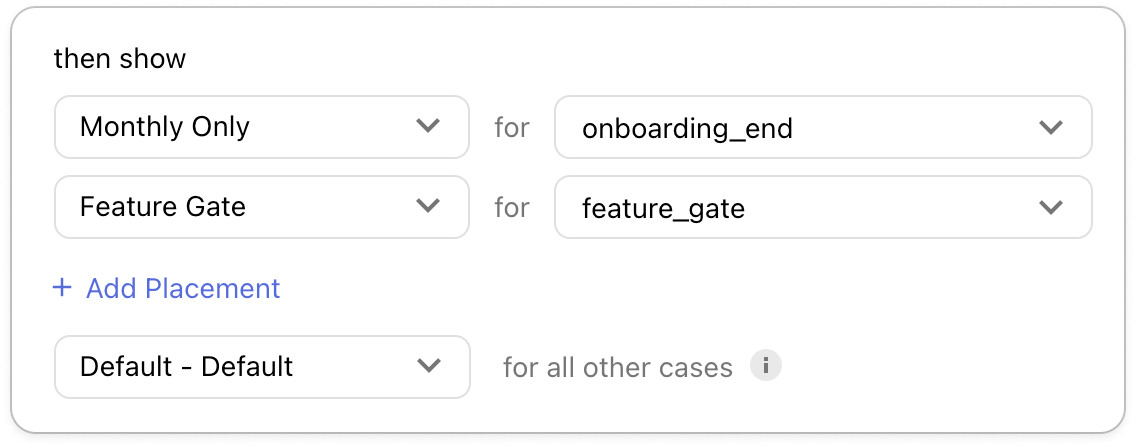 then show
Monthly Only for onboarding_end
Feature Gate for feature_gate
+ Add Placement
Default - Default for all other cases i